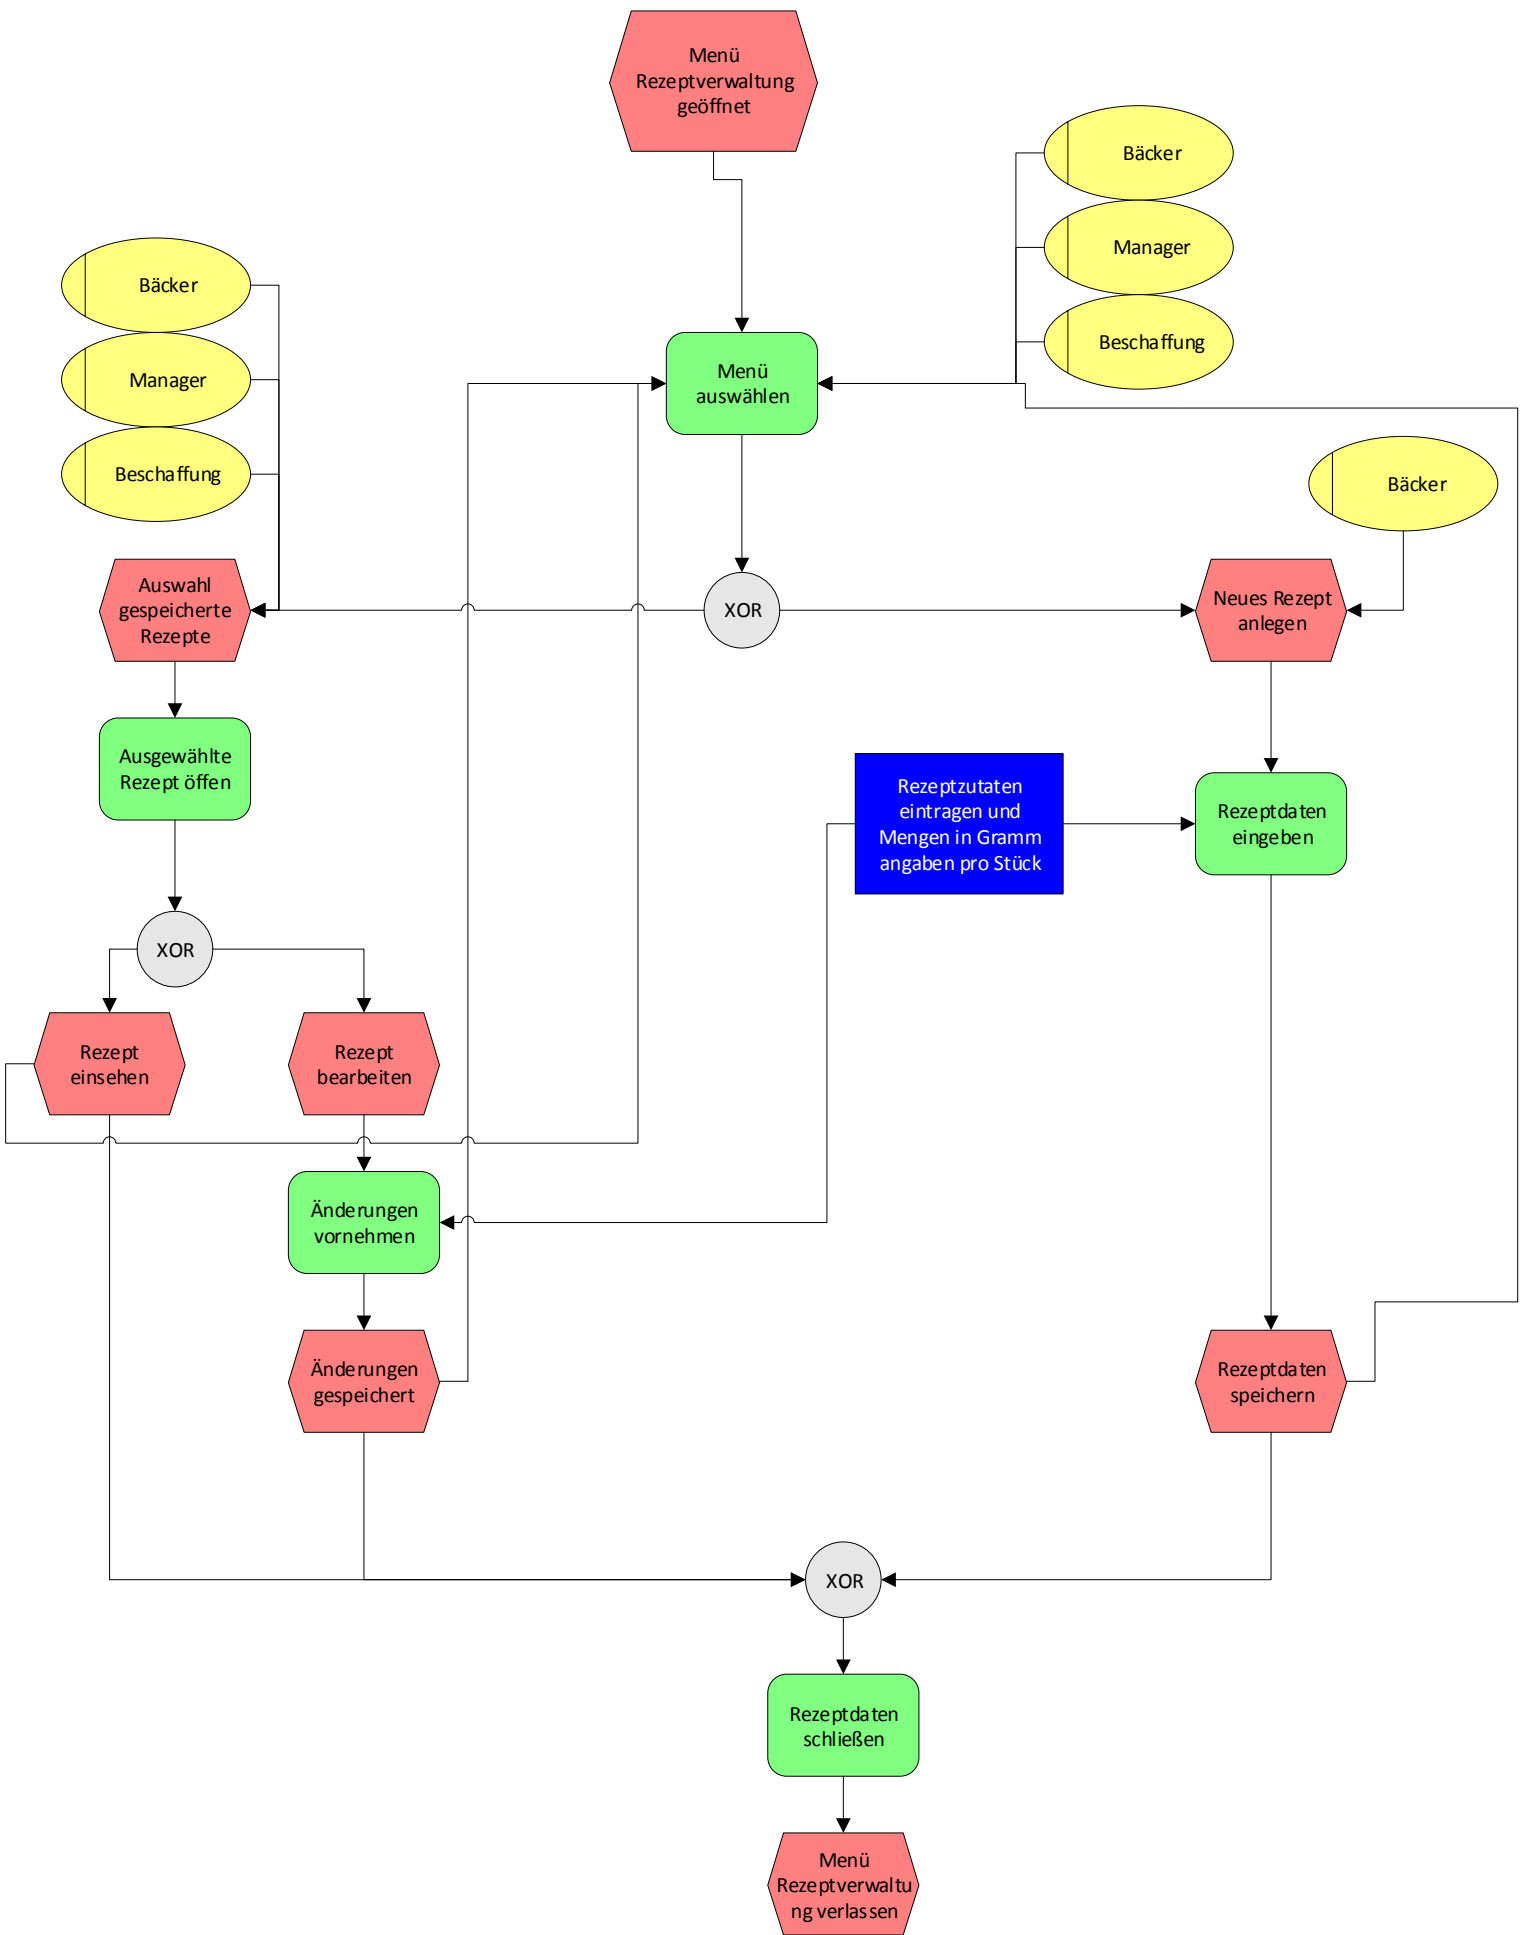 Menü
Rezeptverwaltung
geöffnet
Bäcker
Manager
Beschaffung
Bäcker
Manager
Beschaffung
Menü
auswählen
Bäcker
Auswahl
gespeicherte
Rezepte
XOR
Neues Rezept
anlegen
Ausgewählte
Rezept öffen
Rezeptzutaten
eintragen und
Mengen in Gramm
angaben pro Stück
Rezeptdaten
eingeben
XOR
Rezept
einsehen
Rezept
bearbeiten
Änderungen
vornehmen
Änderungen
gespeichert
Rezeptdaten
speichern
XOR
Rezeptdaten
schließen
Menü
Rezeptverwaltu
ng verlassen